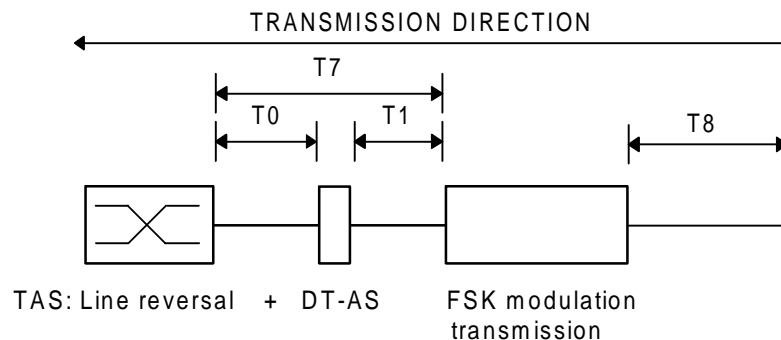 TRANSMISSION DIRECTION
T7
T0
T1
T8
TAS: Line reversal + DT-AS
FSK modulation
transmission